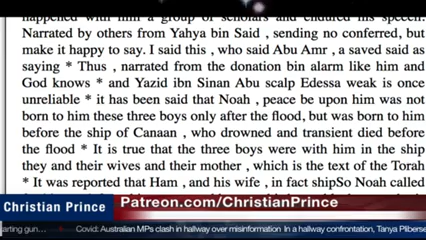 happened with him a group of scholars and endured his speech.
Narrated by others from Yahya bin Said , sending no conferred, but
make it happy to say. I said this , who said Abu Amr , a saved said as
saying * Thus , narrated from the donation bin alarm like him and
God knows * and Yazid ibn Sinan Abu scalp Edessa weak is once
unreliable * it has been said that Noah , peace be upon him was not
born to him these three boys only after the flood, but was born to him
before the ship of Canaan , who drowned and transient died before
the flood * It is true that the three boys were with him in the ship
they and their wives and their mother , which is the text of the Torah
* It was reported that Ham , and his wife , in fact shipSo Noah called
Christian Prince
Patreon.com/ChristianPrince
arting gun…
Covid: Australian MPs clash in hallway over misinformation In a hallway confrontation, Tanya Plibersek